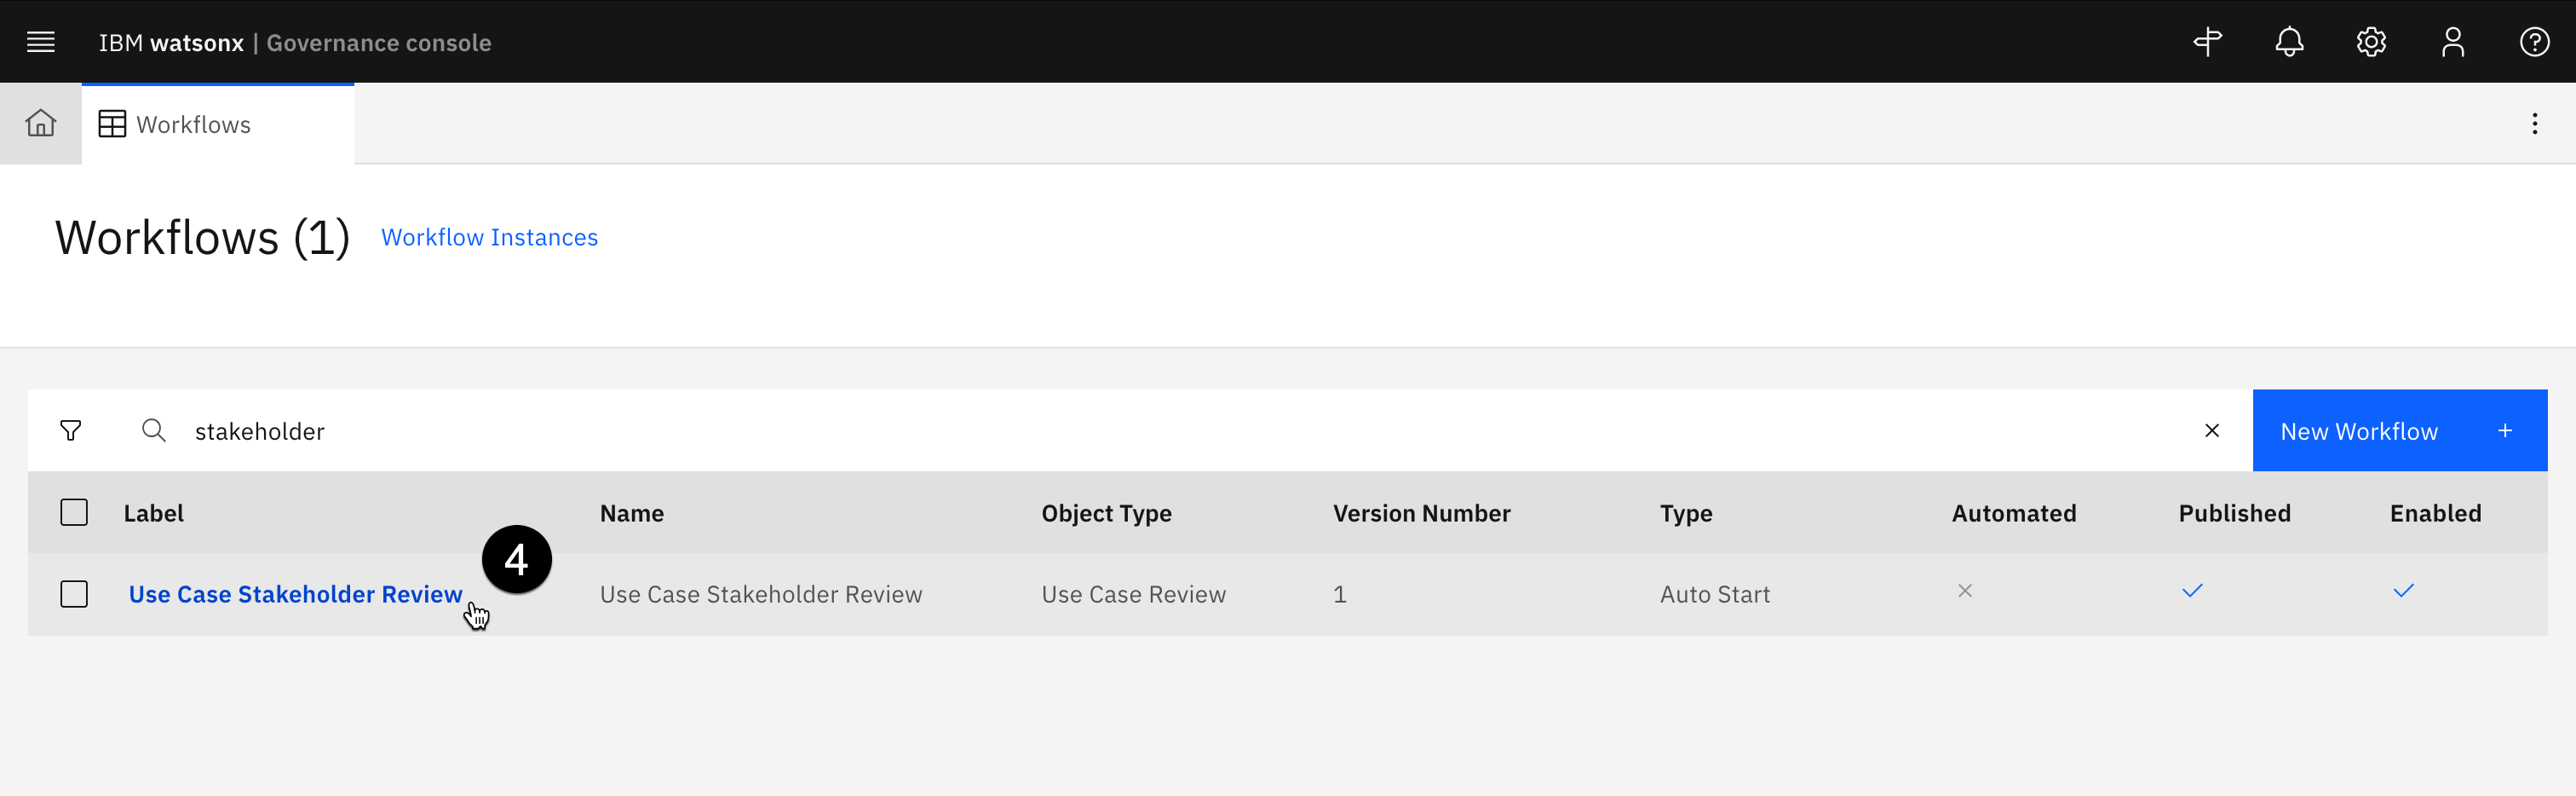 IBM watsonx | Governance console
Workflows
Workflows (1) Workflow Instances
stakeholder New Workflow +
Label Name Object Type Version Number Type Automated Published Enabled
4
Use Case Stakeholder Review Use Case Stakeholder Review Use Case Review 1 Auto Start